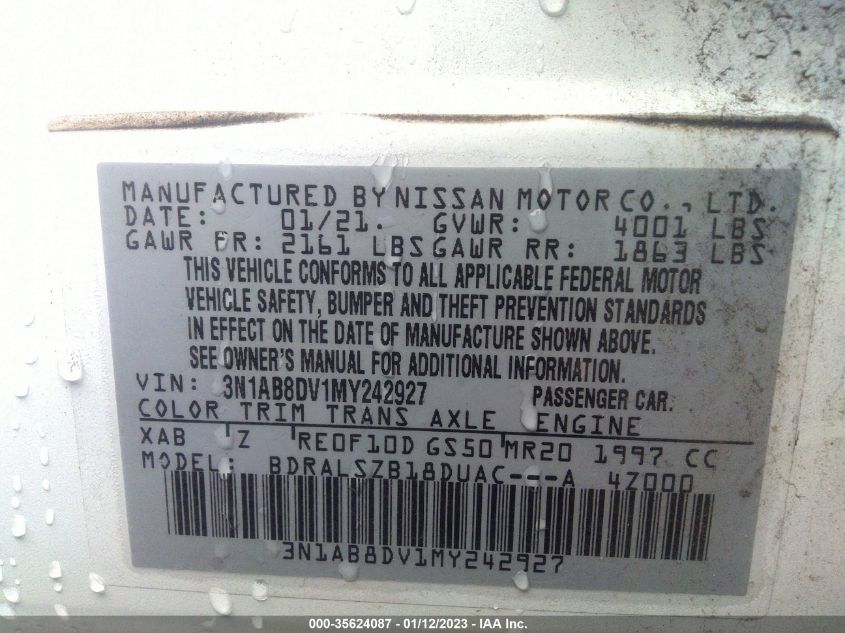 MANUFACTURED BY NISSAN MOTOR CO., LTD.
DATE: 01/21. GVWR: 4001 LBS
GAWR FR: 2161 LBS GAWR RR: 1863 LBS
THIS VEHICLE CONFORMS TO ALL APPLICABLE FEDERAL MOTOR
VEHICLE SAFETY, BUMPER AND THEFT PREVENTION STANDARDS
IN EFFECT ON THE DATE OF MANUFACTURE SHOWN ABOVE.
SEE OWNER'S MANUAL FOR ADDITIONAL INFORMATION.
VIN: 3N1AB8DV1MY242927 PASSENGER CAR.
COLOR TRIM TRANS AXLE ENGINE
XAB Z RE0F10D GS50 MR20 1997 CC
MODEL: BDRALSZB18DUAC---A 4Z000
3N1AB8DV1MY242927
000-35624087 - 01/12/2023 - IAA Inc.